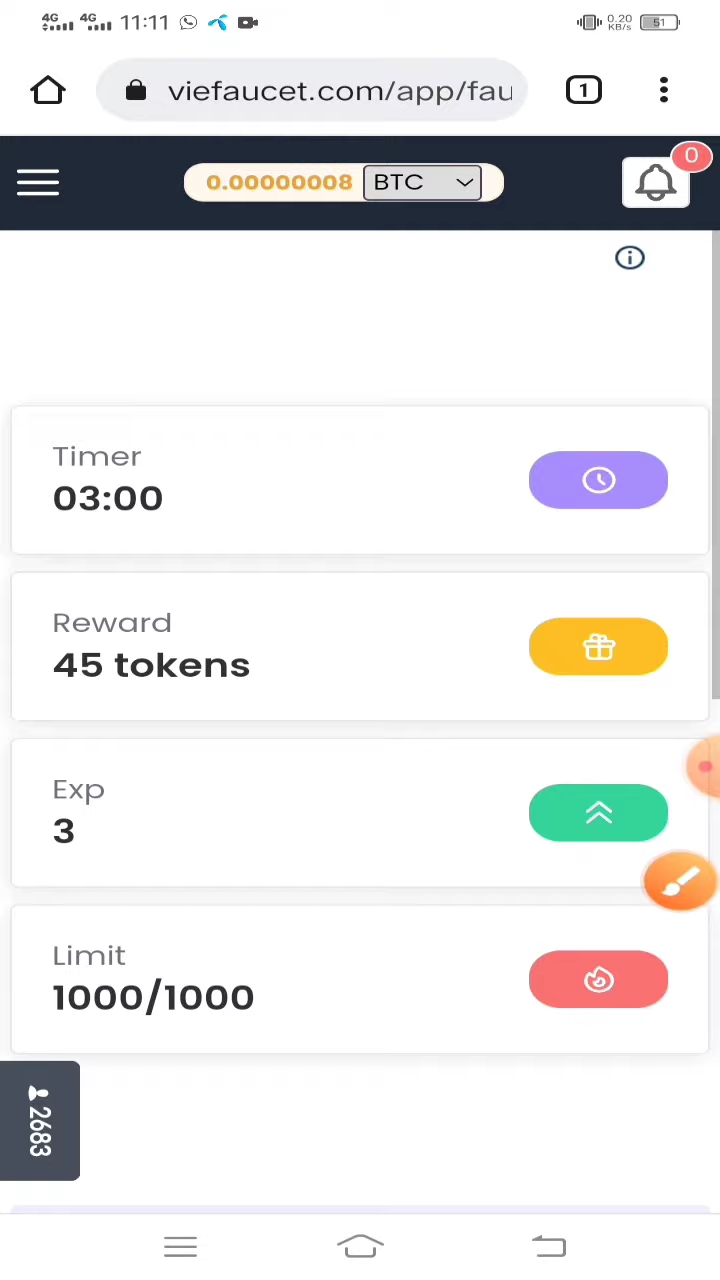 4G 4G 11:11 0.20 KB/s 51
viefaucet.com/app/fau 1
0.00000008 BTC 0
Timer
03:00
Reward
45 tokens
Exp
3
Limit
1000/1000
2683